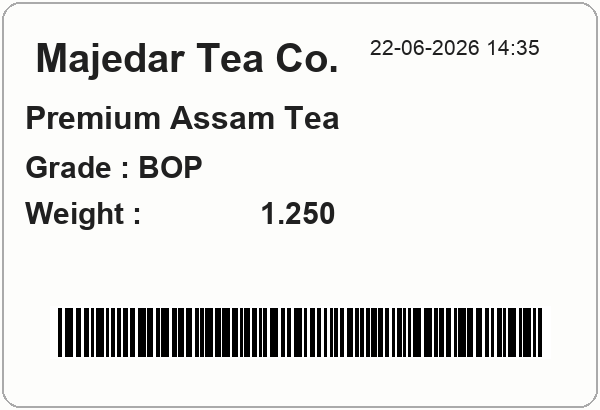 Majedar Tea Co.
22-06-2026 14:35
Premium Assam Tea
Grade : BOP
Weight : 1.250